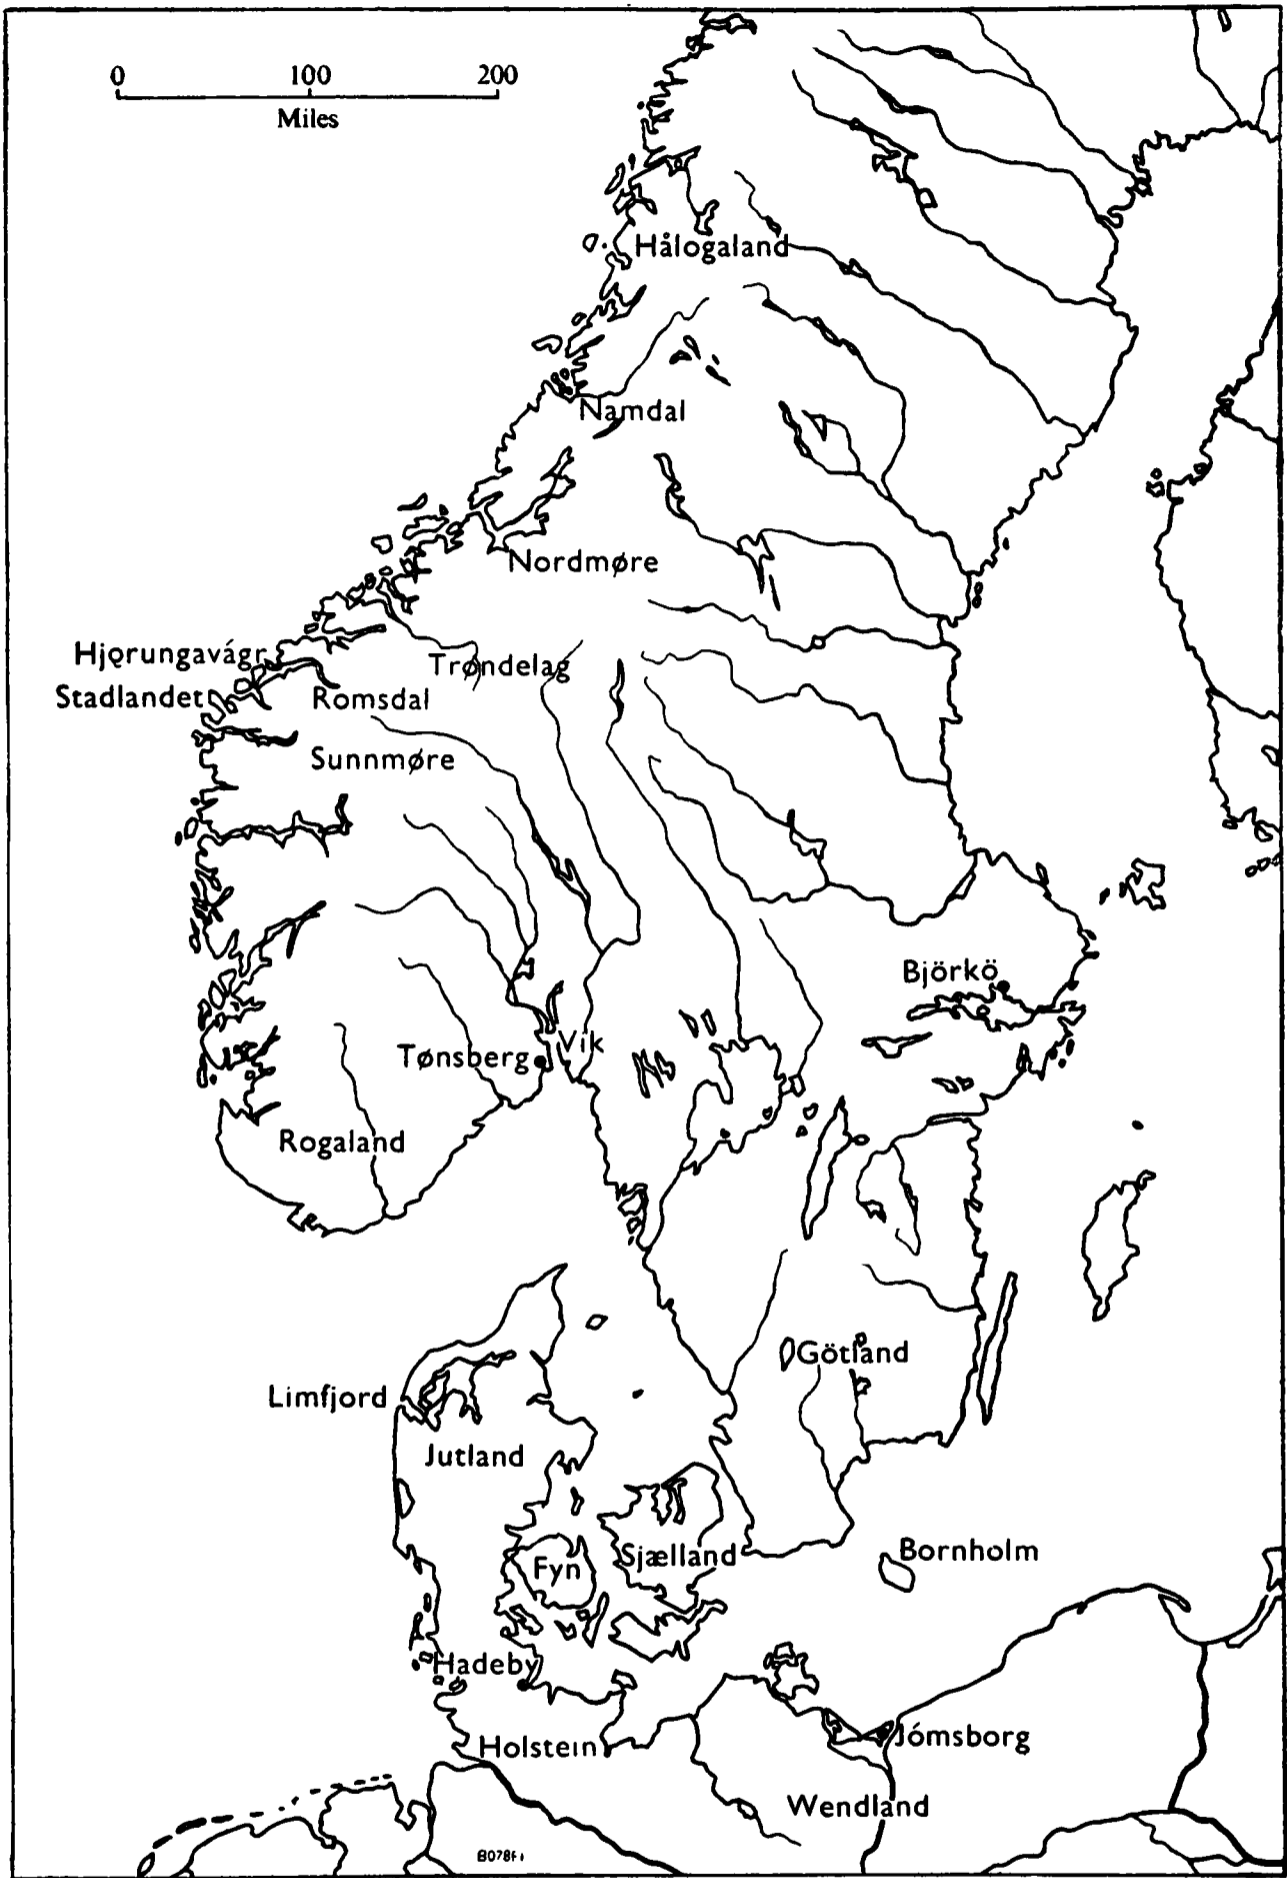 0 100 200
Miles
Hålogaland
Namdal
Nordmøre
Hjǫrungavágr
Trøndelag
Stadlandet
Romsdal
Sunnmøre
Björkö
Vik
Tønsberg
Rogaland
Götland
Limfjord
Jutland
Bornholm
Sjælland
Fyn
Hadeby
Jómsborg
Holstein
Wendland